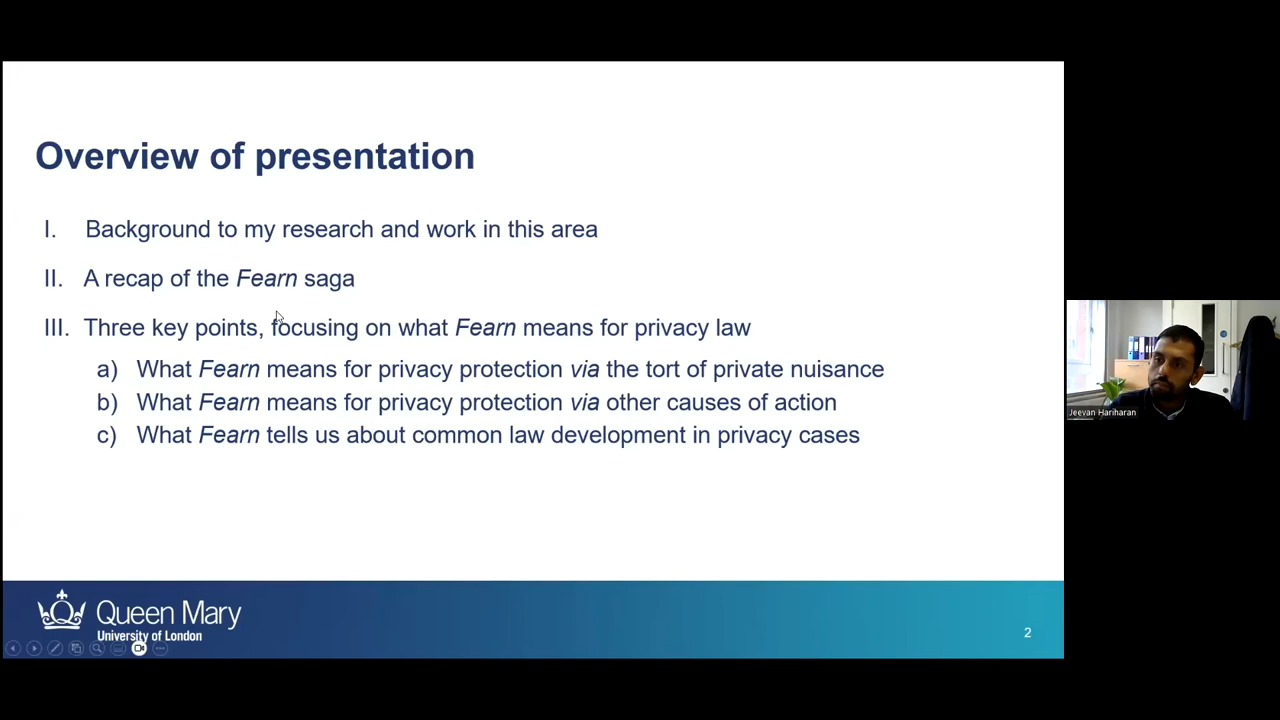 Overview of presentation
I. Background to my research and work in this area
II. A recap of the Fearn saga
III. Three key points, focusing on what Fearn means for privacy law
a) What Fearn means for privacy protection via the tort of private nuisance
b) What Fearn means for privacy protection via other causes of action
c) What Fearn tells us about common law development in privacy cases
Queen Mary
University of London
2
Jeevan Hariharan